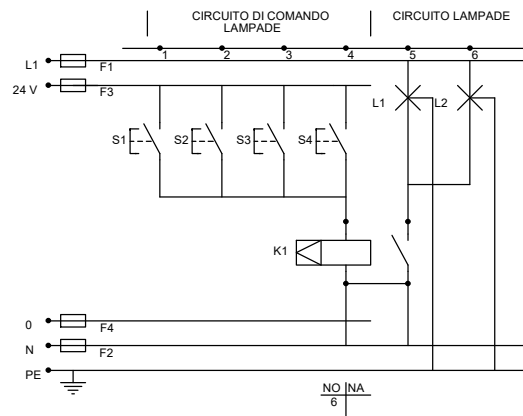 CIRCUITO DI COMANDO
LAMPADE
CIRCUITO LAMPADE
1 2 3 4 5 6
L1 F1
24 V F3
L1 L2
S1 S2 S3 S4
K1
0 F4
N F2
PE
NO NA
6